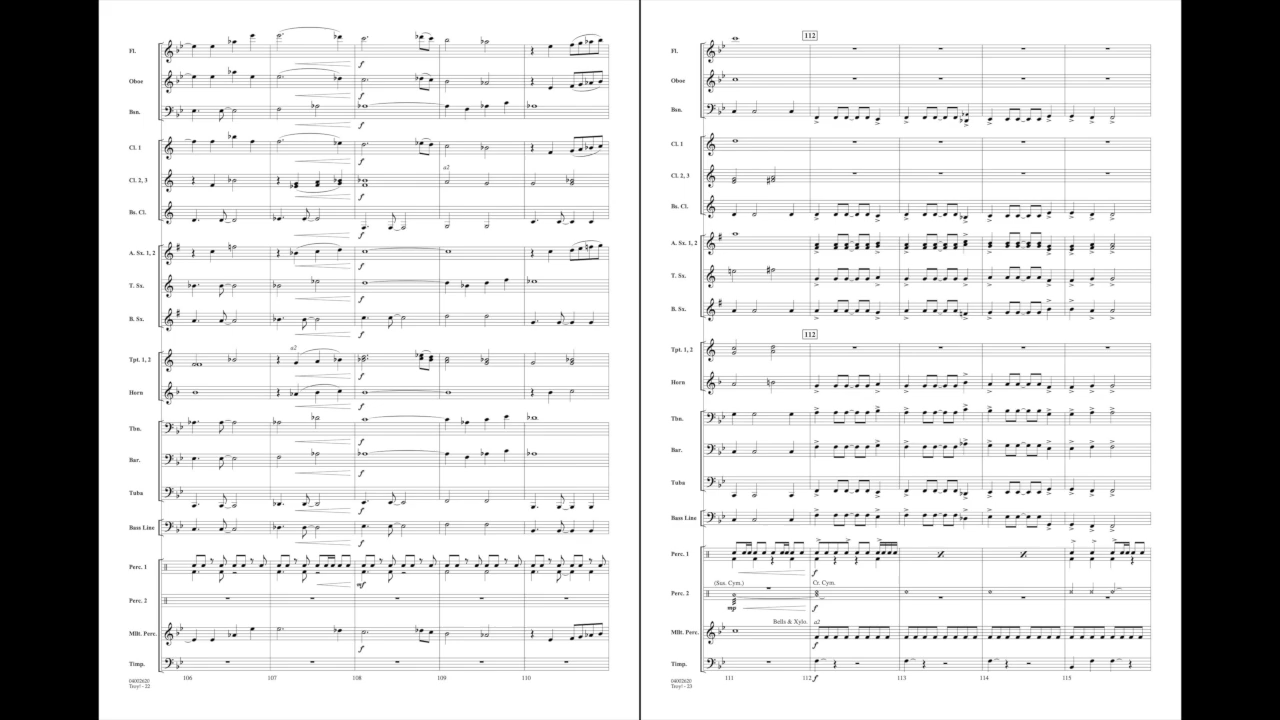 Fl.
f
Oboe
f
Bsn.
f
Cl. 1
f
a2
Cl. 2, 3
f
Bs. Cl.
f
A. Sx. 1, 2
f
T. Sx.
f
B. Sx.
f
a2
Tpt. 1, 2
f
Horn
f
Tbn.
f
Bar.
f
Tuba
f
Bass Line
f
Perc. 1
mf
Perc. 2
Mllt. Perc.
f
Timp.
106 107 108 109 110
04002620
Troy! - 22
112
Fl.
Oboe
Bsn.
Cl. 1
Cl. 2, 3
Bs. Cl.
A. Sx. 1, 2
T. Sx.
B. Sx.
112
Tpt. 1, 2
Horn
Tbn.
Bar.
Tuba
Bass Line
Perc. 1
f
(Sus. Cym.) Cr. Cym.
Perc. 2
mp f
Bells & Xylo. a2
Mllt. Perc.
f
Timp.
f
111 112 113 114 115
04002620
Troy! - 23